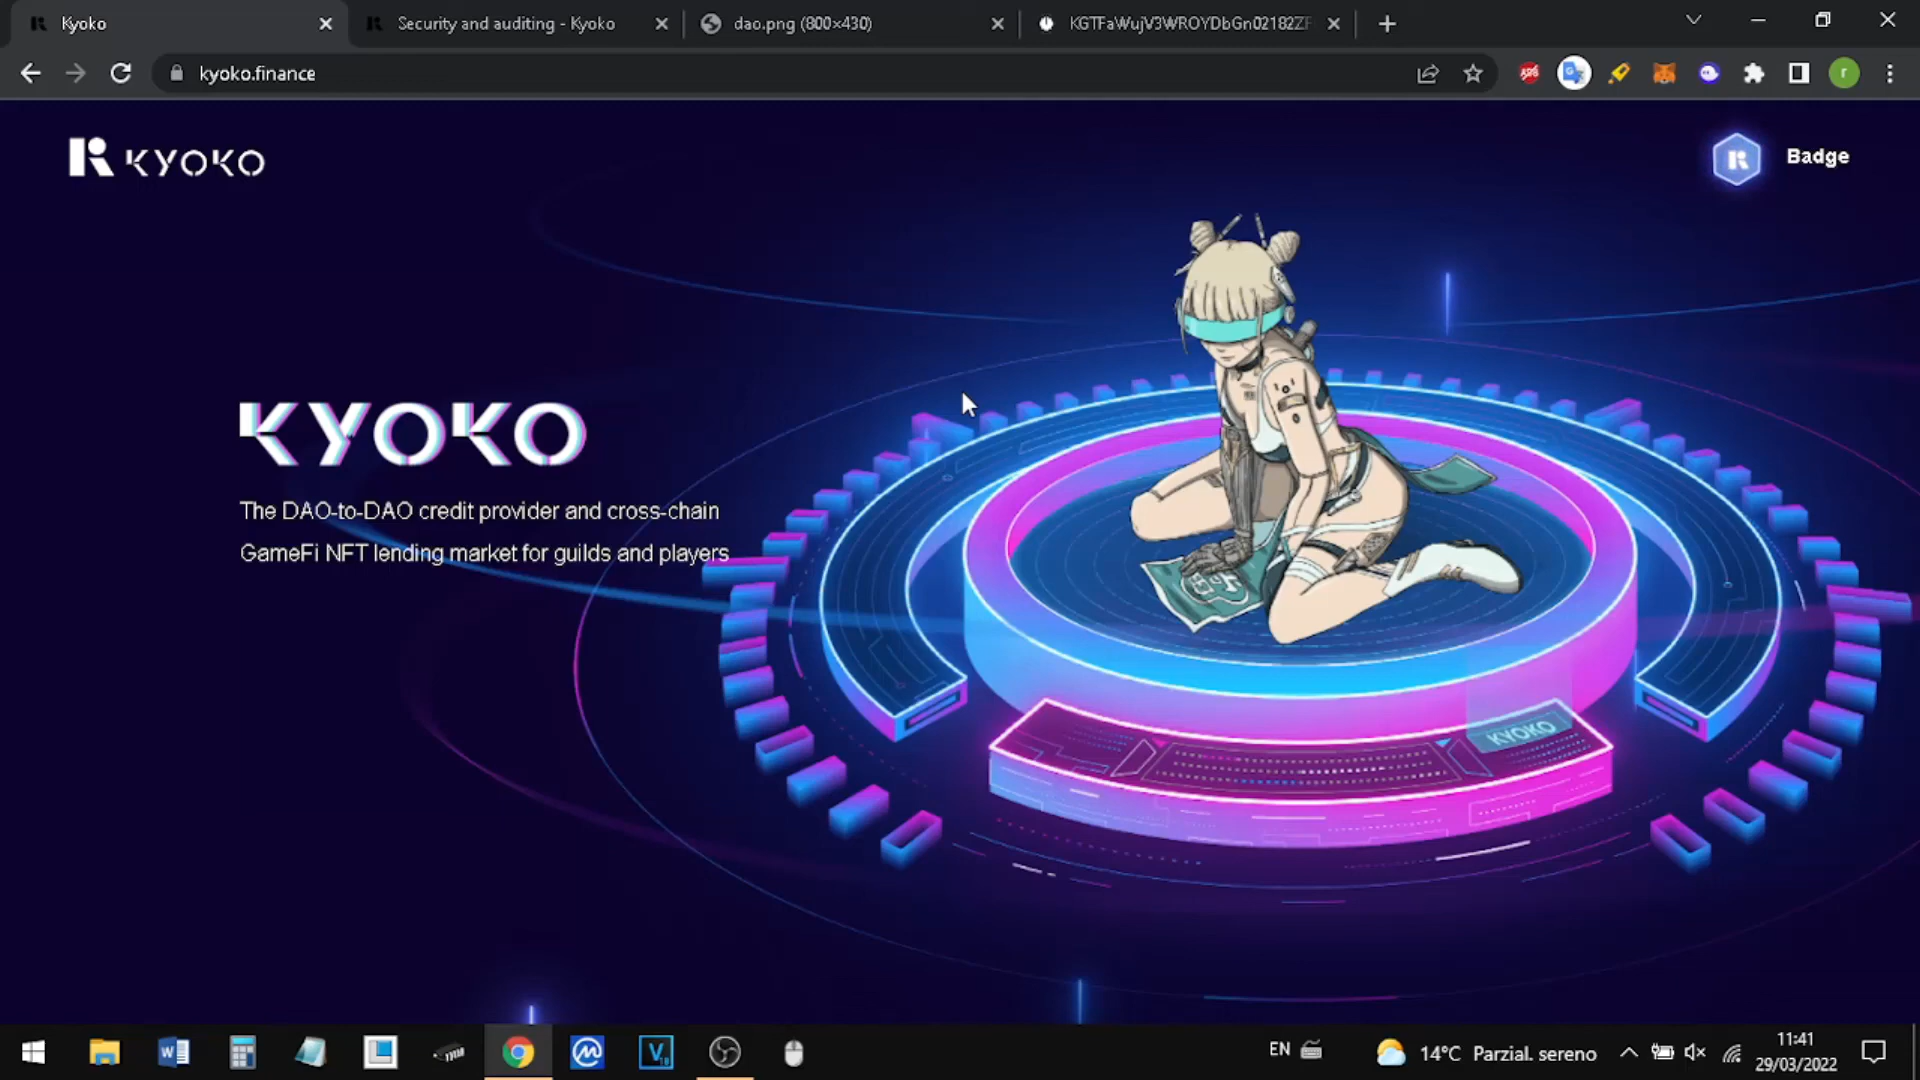 Kyoko
Security and auditing - Kyoko
dao.png (800×430)
kyoko.finance
ABP
r
KYOKO
Badge
KYOKO
The DAO-to-DAO credit provider and cross-chain
GameFi NFT lending market for guilds and players
KYOKO
EN
14°C Parzial. sereno
11:41
29/03/2022